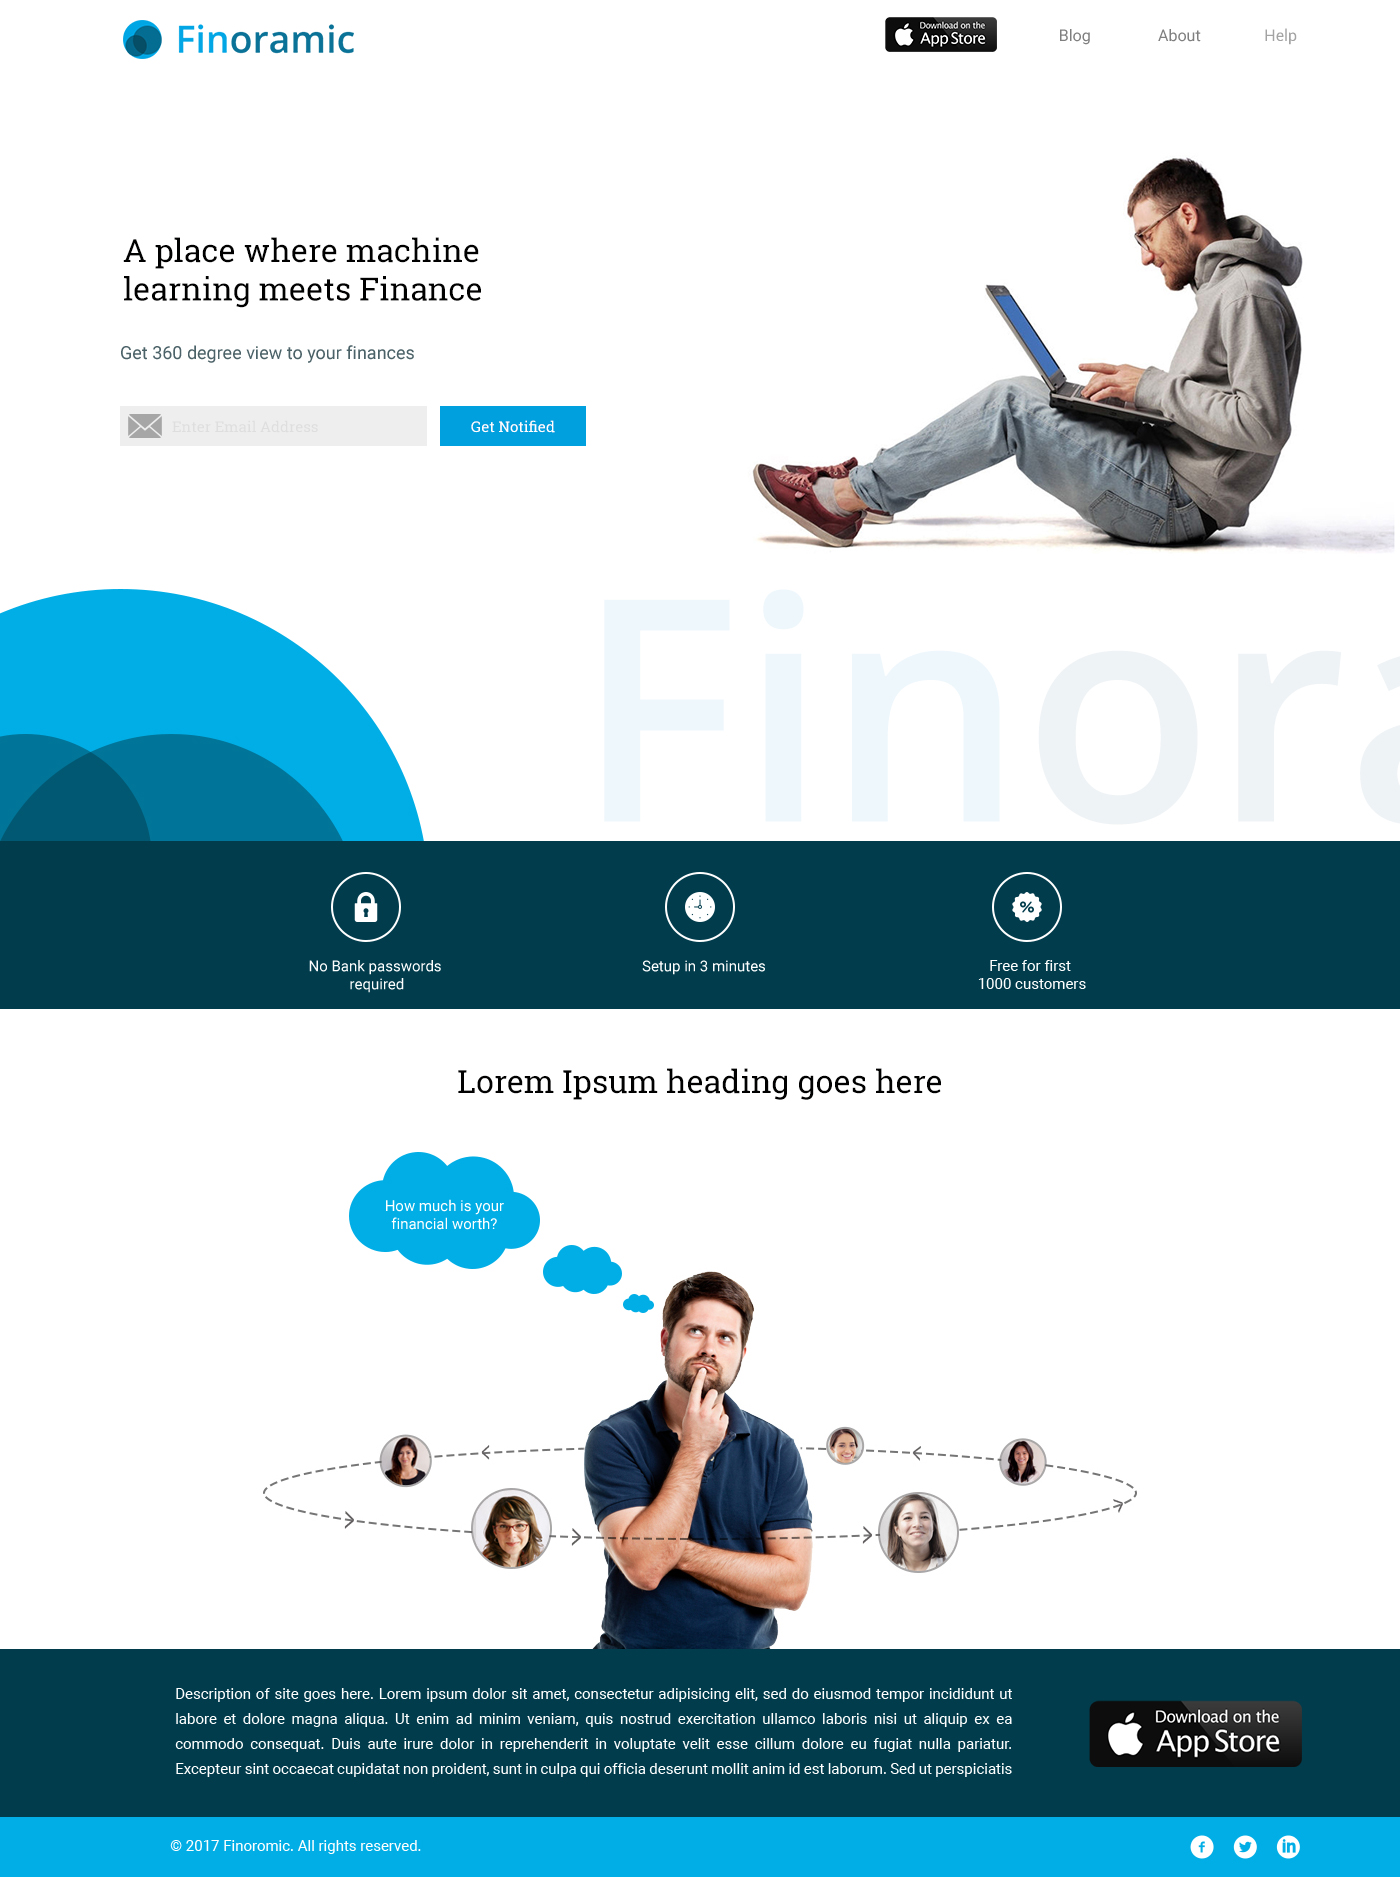 Finoramic
Download on the
App Store
Blog
About
Help
A place where machine
learning meets Finance
Get 360 degree view to your finances
Enter Email Address
Get Notified
Finora
No Bank passwords
required
Setup in 3 minutes
Free for first
1000 customers
Lorem Ipsum heading goes here
How much is your
financial worth?
Description of site goes here. Lorem ipsum dolor sit amet, consectetur adipisicing elit, sed do eiusmod tempor incididunt ut
labore et dolore magna aliqua. Ut enim ad minim veniam, quis nostrud exercitation ullamco laboris nisi ut aliquip ex ea
commodo consequat. Duis aute irure dolor in reprehenderit in voluptate velit esse cillum dolore eu fugiat nulla pariatur.
Excepteur sint occaecat cupidatat non proident, sunt in culpa qui officia deserunt mollit anim id est laborum. Sed ut perspiciatis
Download on the
App Store
© 2017 Finoromic. All rights reserved.